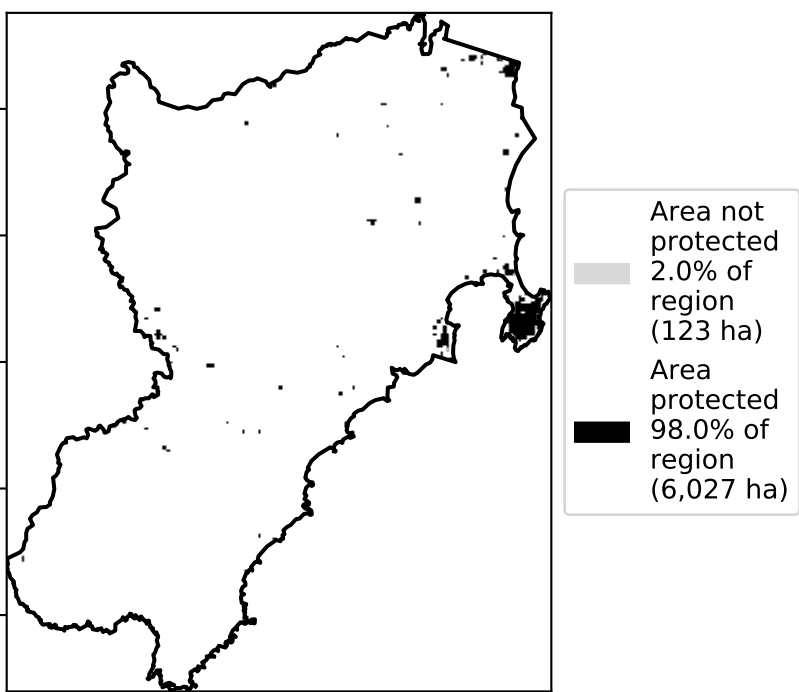 Area not
protected
2.0% of
region
(123 ha)
Area
protected
98.0% of
region
(6,027 ha)